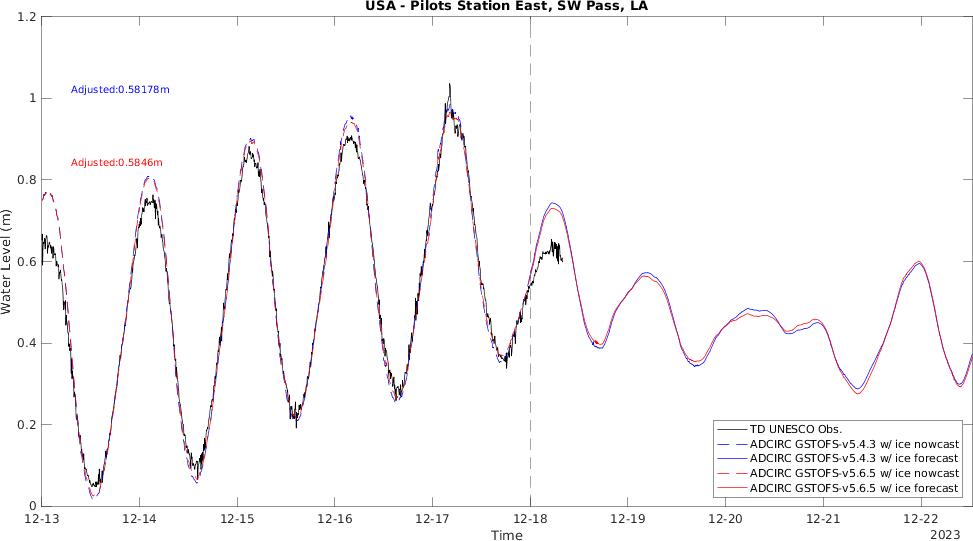 USA - Pilots Station East, SW Pass, LA
1.2
1
0.8
0.6
0.4
0.2
0
Water Level (m)
Adjusted:0.58178m
Adjusted:0.5846m
TD UNESCO Obs.
ADCIRC GSTOFS-v5.4.3 w/ ice nowcast
ADCIRC GSTOFS-v5.4.3 w/ ice forecast
ADCIRC GSTOFS-v5.6.5 w/ ice nowcast
ADCIRC GSTOFS-v5.6.5 w/ ice forecast
12-13 12-14 12-15 12-16 12-17 12-18 12-19 12-20 12-21 12-22
Time
2023